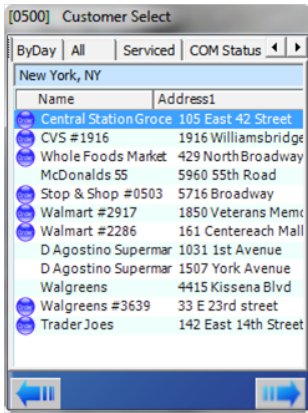 [0500] Customer Select
ByDay All Serviced COM Status
New York, NY
Name Address1
Central Station Groce 105 East 42 Street
CVS #1916 1916 Williamsbridge
Whole Foods Market 429 North Broadway
McDonalds 55 5960 55th Road
Stop & Shop #0503 5716 Broadway
Walmart #2917 1850 Veterans Memo
Walmart #2286 161 Centereach Mall
D Agostino Supermar 1031 1st Avenue
D Agostino Supermar 1507 York Avenue
Walgreens 4415 Kissena Blvd
Walgreens #3639 33 E 23rd street
Trader Joes 142 East 14th Street